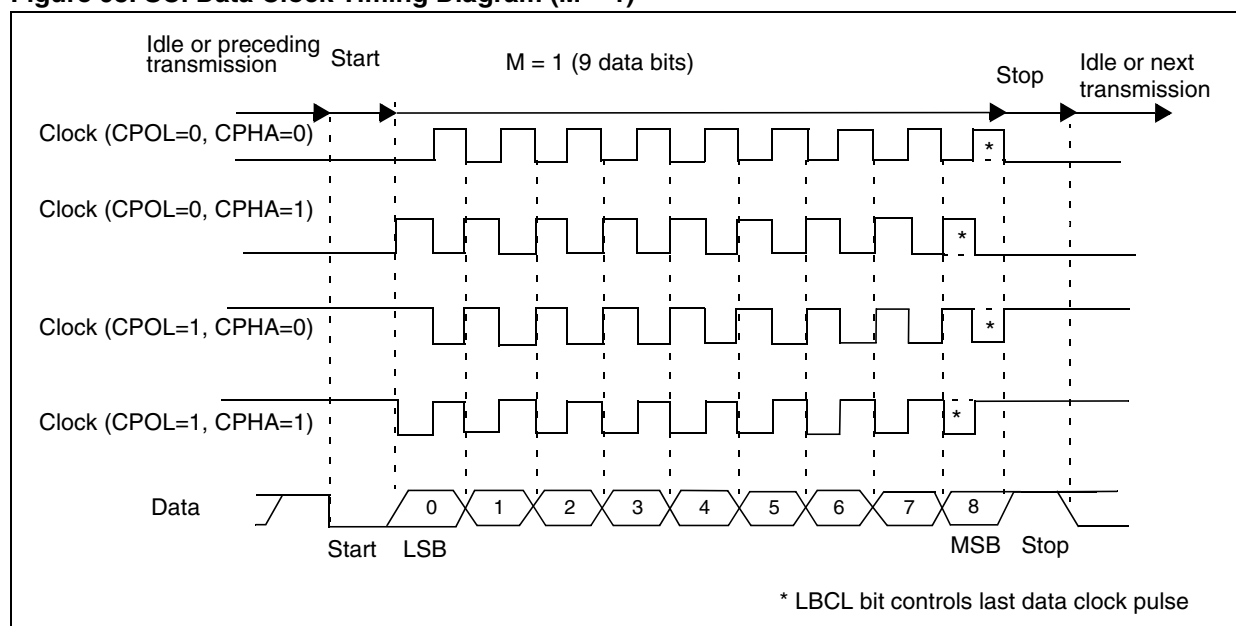 Idle or preceding
transmission
Start
M = 1 (9 data bits)
Stop
Idle or next
transmission
Clock (CPOL=0, CPHA=0)
*
Clock (CPOL=0, CPHA=1)
*
Clock (CPOL=1, CPHA=0)
*
Clock (CPOL=1, CPHA=1)
*
Data
0 1 2 3 4 5 6 7 8
Start LSB MSB Stop
* LBCL bit controls last data clock pulse